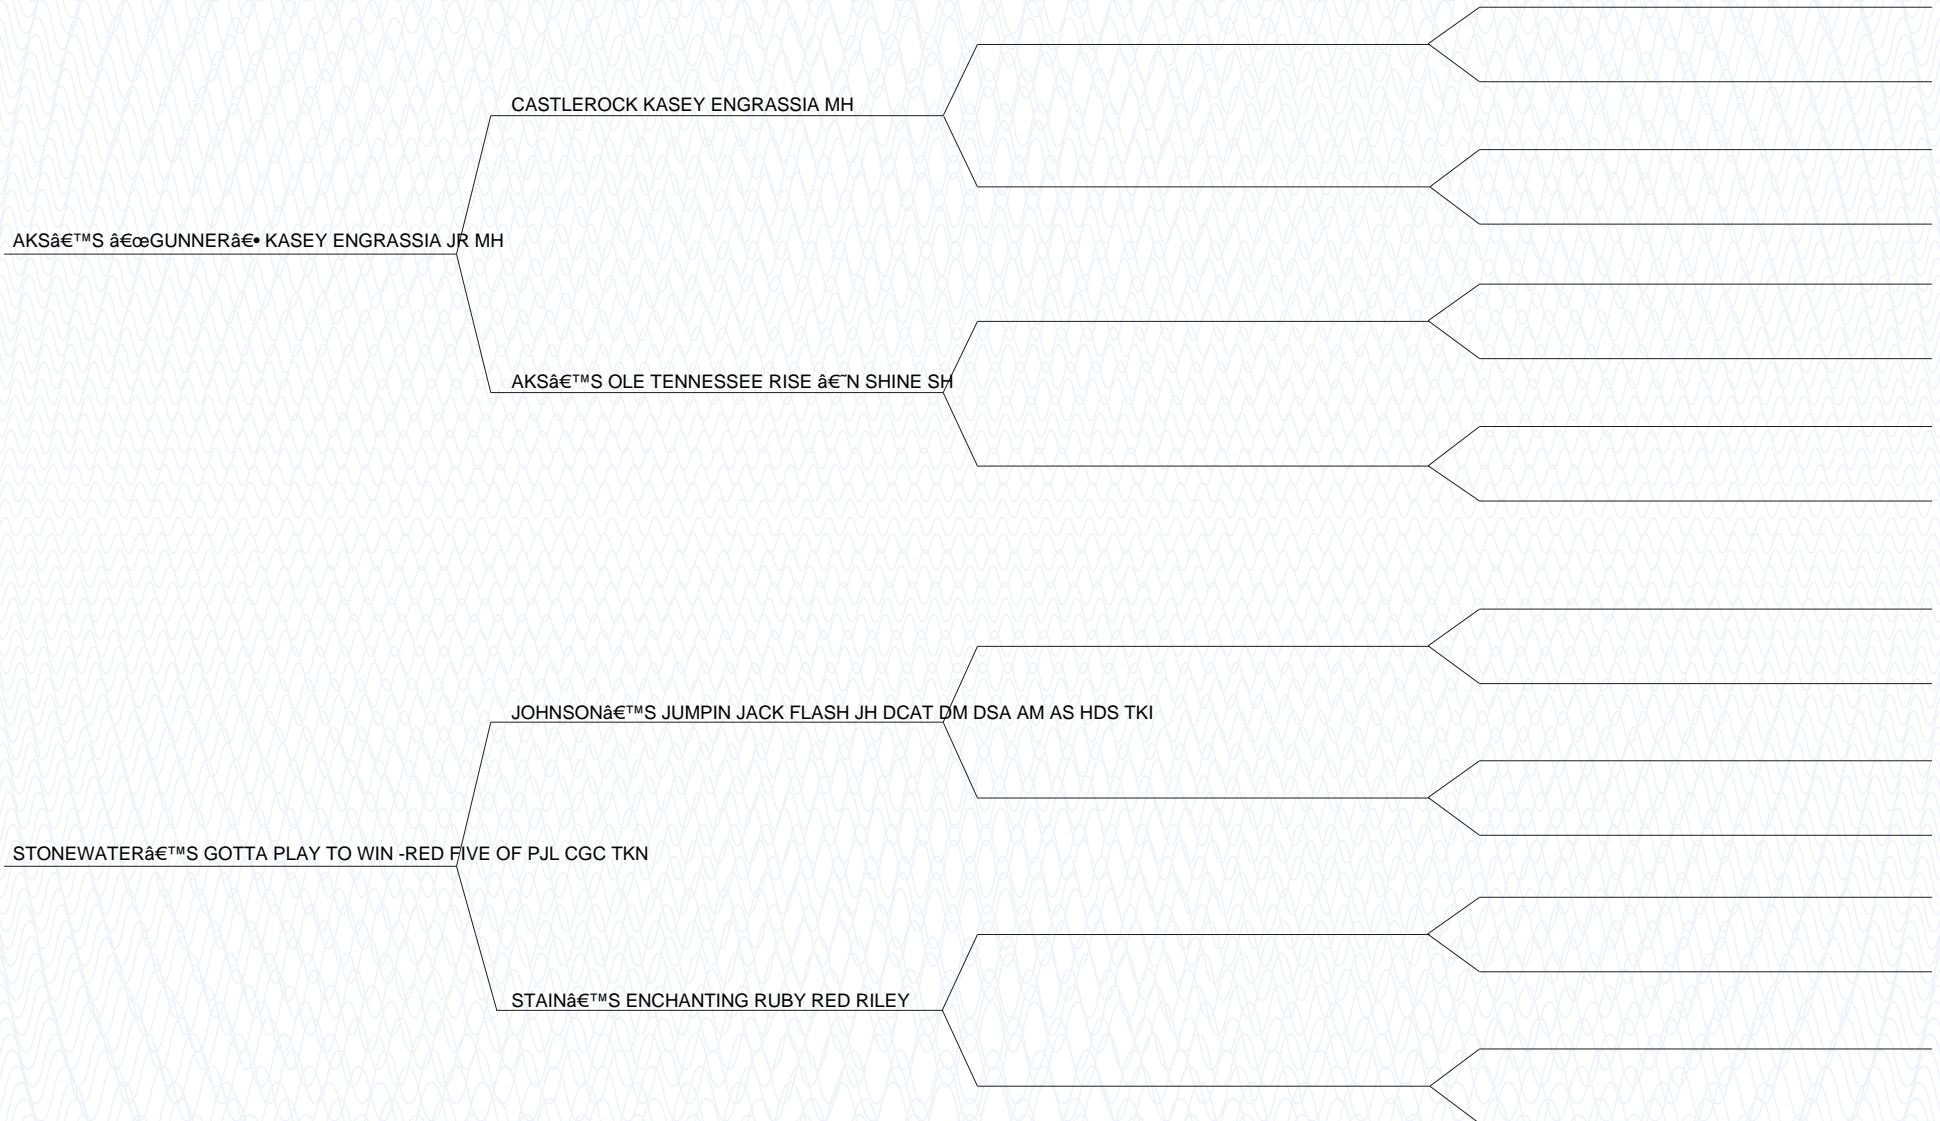 CASTLEROCK KASEY ENGRASSIA MH
AKSâ€™S â€œGUNNERâ€• KASEY ENGRASSIA JR MH
AKSâ€™S OLE TENNESSEE RISE â€˜N SHINE SH
JOHNSONâ€™S JUMPIN JACK FLASH JH DCAT DM DSA AM AS HDS TKI
STONEWATERâ€™S GOTTA PLAY TO WIN -RED FIVE OF PJL CGC TKN
STAINâ€™S ENCHANTING RUBY RED RILEY